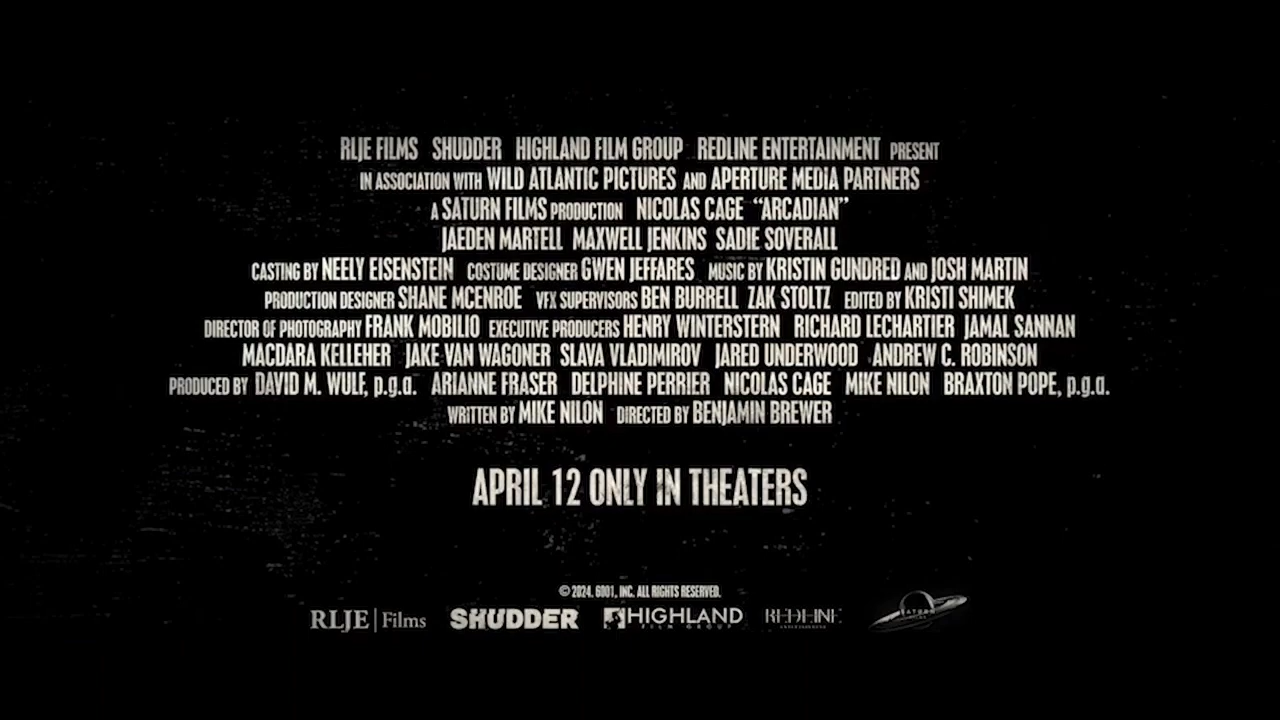 RLJE FILMS SHUDDER HIGHLAND FILM GROUP REDLINE ENTERTAINMENT PRESENT
IN ASSOCIATION WITH WILD ATLANTIC PICTURES AND APERTURE MEDIA PARTNERS
A SATURN FILMS PRODUCTION NICOLAS CAGE “ARCADIAN”
JAEDEN MARTELL MAXWELL JENKINS SADIE SOVERALL
CASTING BY NEELY EISENSTEIN COSTUME DESIGNER GWEN JEFFARES MUSIC BY KRISTIN GUNDRED AND JOSH MARTIN
PRODUCTION DESIGNER SHANE MCENROE VFX SUPERVISORS BEN BURRELL ZAK STOLTZ EDITED BY KRISTI SHIMEK
DIRECTOR OF PHOTOGRAPHY FRANK MOBILIO EXECUTIVE PRODUCERS HENRY WINTERSTERN RICHARD LECHARTIER JAMAL SANNAN
MACDARA KELLEHER JAKE VAN WAGONER SLAVA VLADIMIROV JARED UNDERWOOD ANDREW C. ROBINSON
PRODUCED BY DAVID M. WULF, p.g.a. ARIANNE FRASER DELPHINE PERRIER NICOLAS CAGE MIKE NILON BRAXTON POPE, p.g.a.
WRITTEN BY MIKE NILON DIRECTED BY BENJAMIN BREWER
APRIL 12 ONLY IN THEATERS
© 2024. 6001, INC. ALL RIGHTS RESERVED.
RLJE Films SHUDDER HIGHLAND FILM GROUP REDLINE ENTERTAINMENT SATURN FILMS